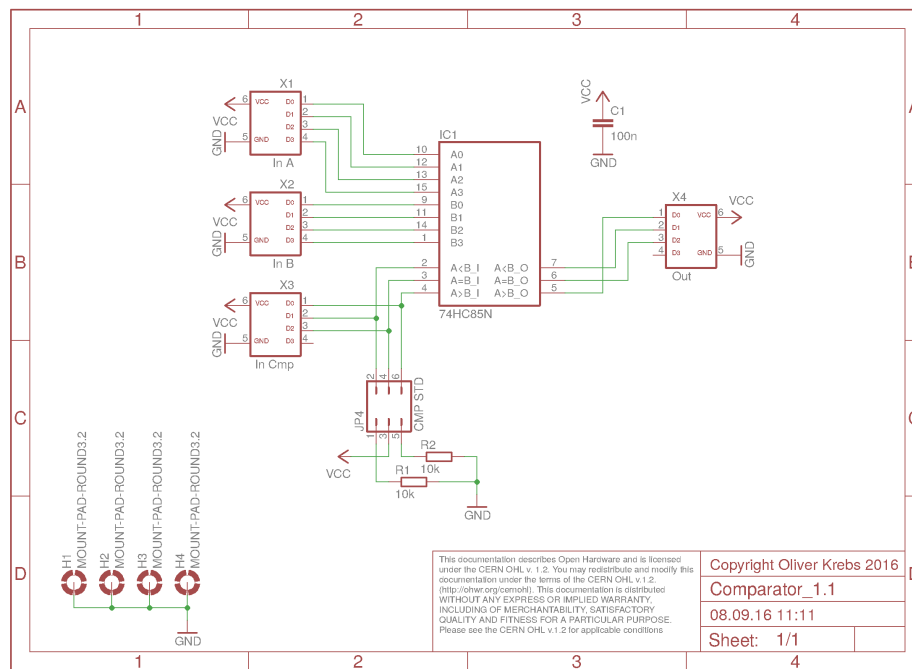 1 2 3 4
A
X1
6 VCC D0 1
D1 2
VCC D2 3
GND 5 GND D3 4
In A
VCC
C1
100n
GND
IC1
10 A0
12 A1
13 A2
15 A3
9 B0
11 B1
14 B2
1 B3
2 A<B_I A<B_O 7
3 A=B_I A=B_O 6
4 A>B_I A>B_O 5
74HC85N
B
X2
6 VCC D0 1
D1 2
VCC D2 3
GND 5 GND D3 4
In B
X4
VCC
1 D0 VCC 6
2 D1
3 D2
4 D3 GND 5 GND
Out
B
X3
6 VCC D0 1
D1 2
VCC D2 3
GND 5 GND D3 4
In Cmp
C
2 4 6
JP4
CMP STD
1 3 5
VCC
R2
10k
R1
10k
GND
D
H1
MOUNT-PAD-ROUND3.2
H2
MOUNT-PAD-ROUND3.2
H3
MOUNT-PAD-ROUND3.2
H4
MOUNT-PAD-ROUND3.2
GND
This documentation describes Open Hardware and is licensed
under the CERN OHL v. 1.2. You may redistribute and modify this
documentation under the terms of the CERN OHL v.1.2.
(http://ohwr.org/cernohl). This documentation is distributed
WITHOUT ANY EXPRESS OR IMPLIED WARRANTY,
INCLUDING OF MERCHANTABILITY, SATISFACTORY
QUALITY AND FITNESS FOR A PARTICULAR PURPOSE.
Please see the CERN OHL v.1.2 for applicable conditions
Copyright Oliver Krebs 2016
Comparator_1.1
08.09.16 11:11
Sheet: 1/1
1 2 3 4